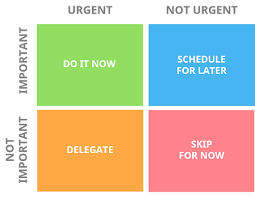 URGENT
NOT URGENT
IMPORTANT
DO IT NOW
SCHEDULE
FOR LATER
NOT
IMPORTANT
DELEGATE
SKIP
FOR NOW